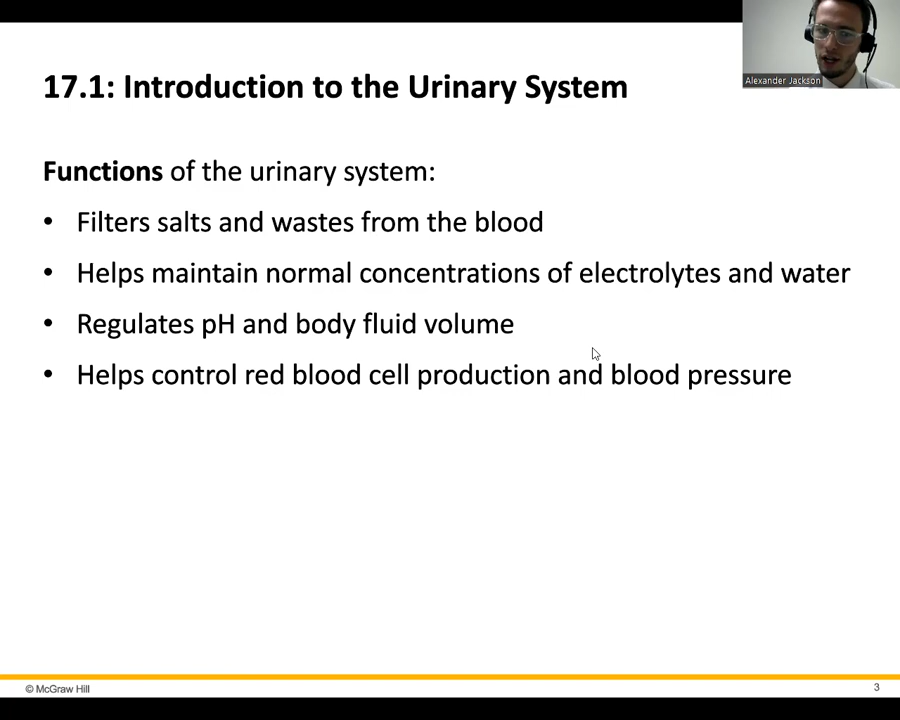 Alexander Jackson
17.1: Introduction to the Urinary System
Functions of the urinary system:
• Filters salts and wastes from the blood
• Helps maintain normal concentrations of electrolytes and water
• Regulates pH and body fluid volume
• Helps control red blood cell production and blood pressure
© McGraw Hill
3